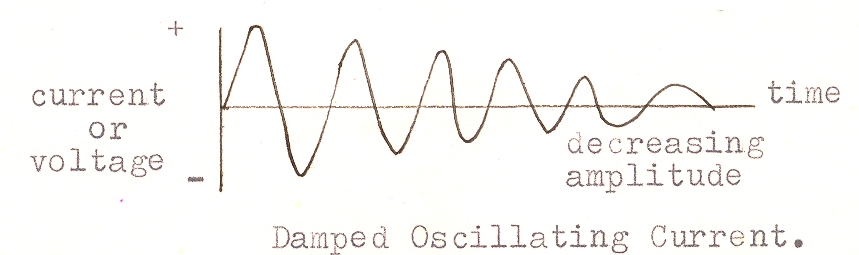 +
current
or
voltage
-
time
decreasing
amplitude
Damped Oscillating Current.